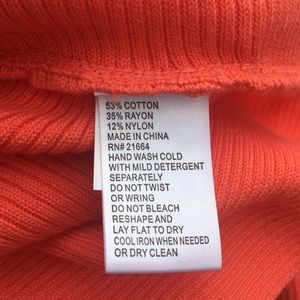 53% COTTON
35% RAYON
12% NYLON
MADE IN CHINA
RN# 21664
HAND WASH COLD
WITH MILD DETERGENT
SEPARATELY
DO NOT TWIST
OR WRING
DO NOT BLEACH
RESHAPE AND
LAY FLAT TO DRY
COOL IRON WHEN NEEDED
OR DRY CLEAN